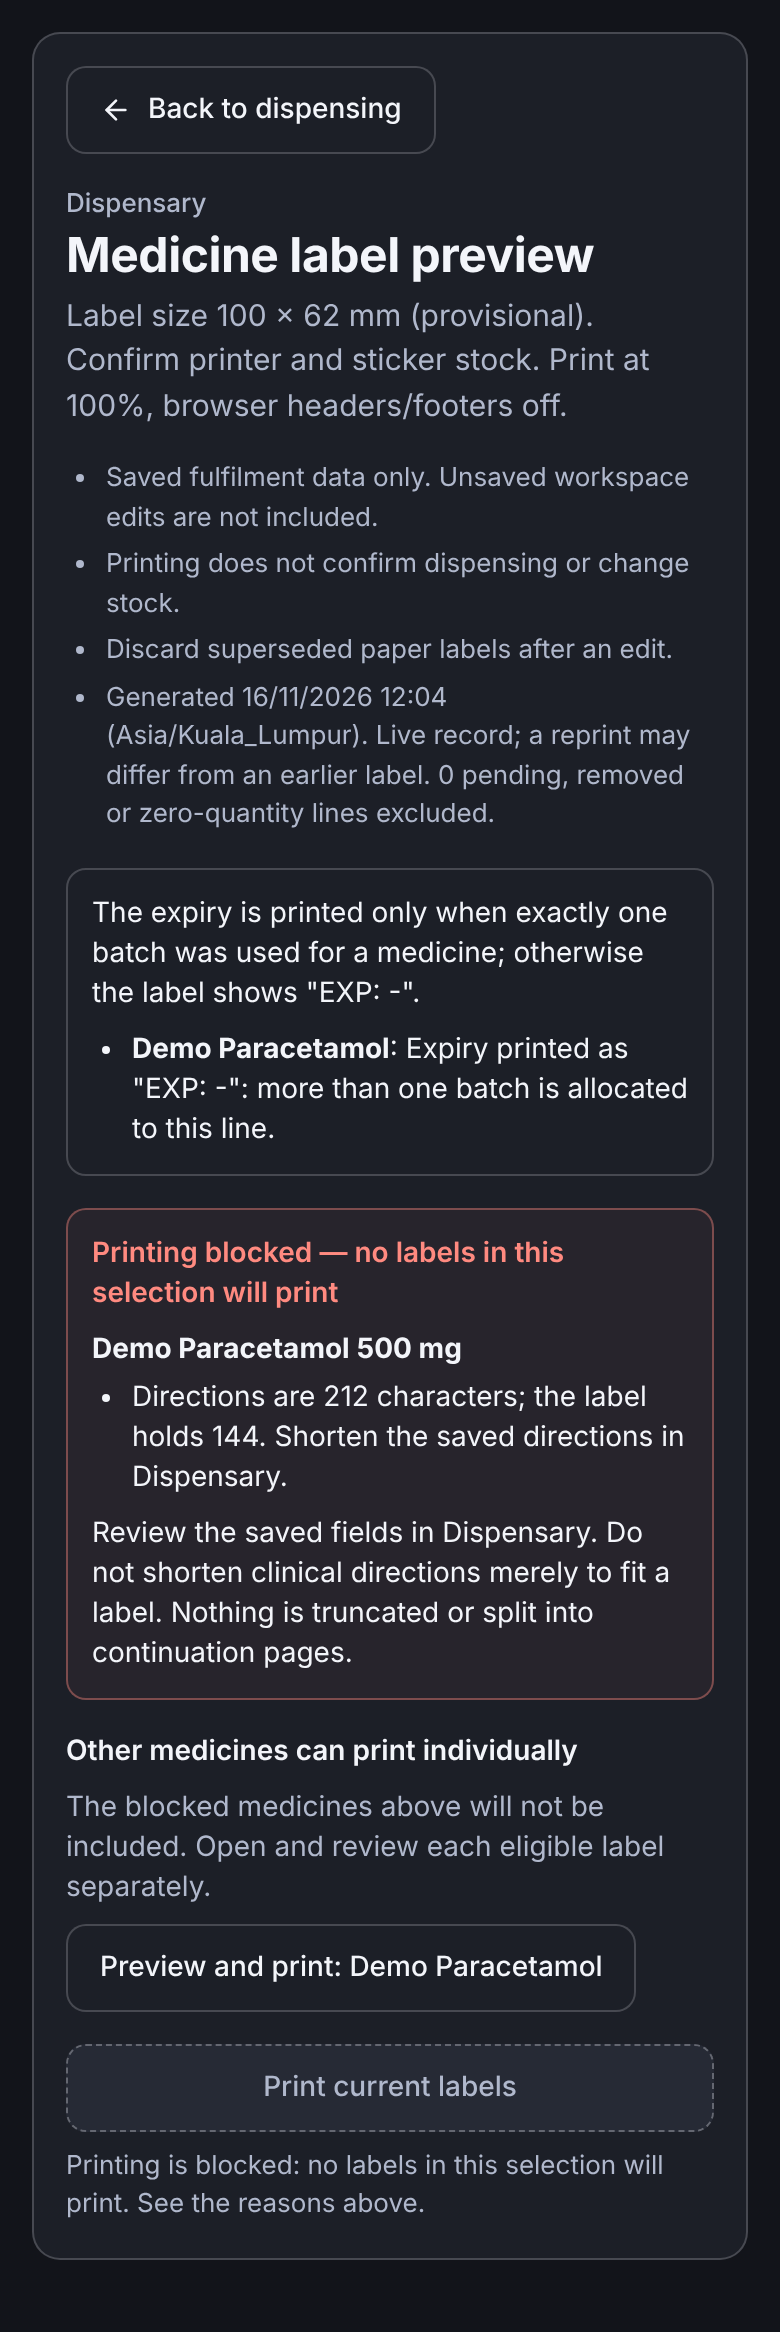 Back to dispensing
Dispensary
Medicine label preview
Label size 100 × 62 mm (provisional).
Confirm printer and sticker stock. Print at
100%, browser headers/footers off.
• Saved fulfilment data only. Unsaved workspace
edits are not included.
• Printing does not confirm dispensing or change
stock.
• Discard superseded paper labels after an edit.
• Generated 16/11/2026 12:04
(Asia/Kuala_Lumpur). Live record; a reprint may
differ from an earlier label. 0 pending, removed
or zero-quantity lines excluded.
The expiry is printed only when exactly one
batch was used for a medicine; otherwise
the label shows "EXP: -".
• Demo Paracetamol: Expiry printed as
"EXP: -": more than one batch is allocated
to this line.
Printing blocked — no labels in this
selection will print
Demo Paracetamol 500 mg
• Directions are 212 characters; the label
holds 144. Shorten the saved directions in
Dispensary.
Review the saved fields in Dispensary. Do
not shorten clinical directions merely to fit a
label. Nothing is truncated or split into
continuation pages.
Other medicines can print individually
The blocked medicines above will not be
included. Open and review each eligible label
separately.
Preview and print: Demo Paracetamol
Print current labels
Printing is blocked: no labels in this selection will
print. See the reasons above.